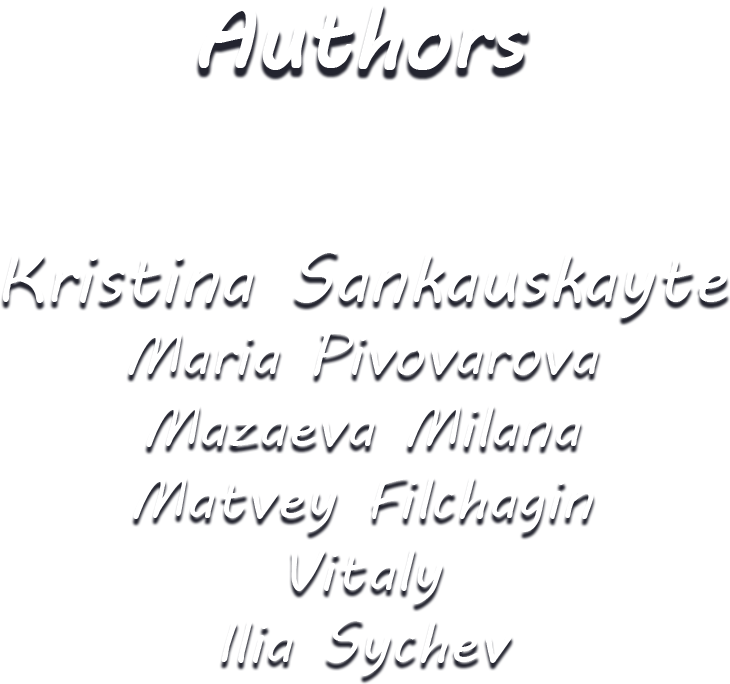 Authors
Kristina Sankauskayte
Maria Pivovarova
Mazaeva Milana
Matvey Filchagin
Vitaly
Ilia Sychev